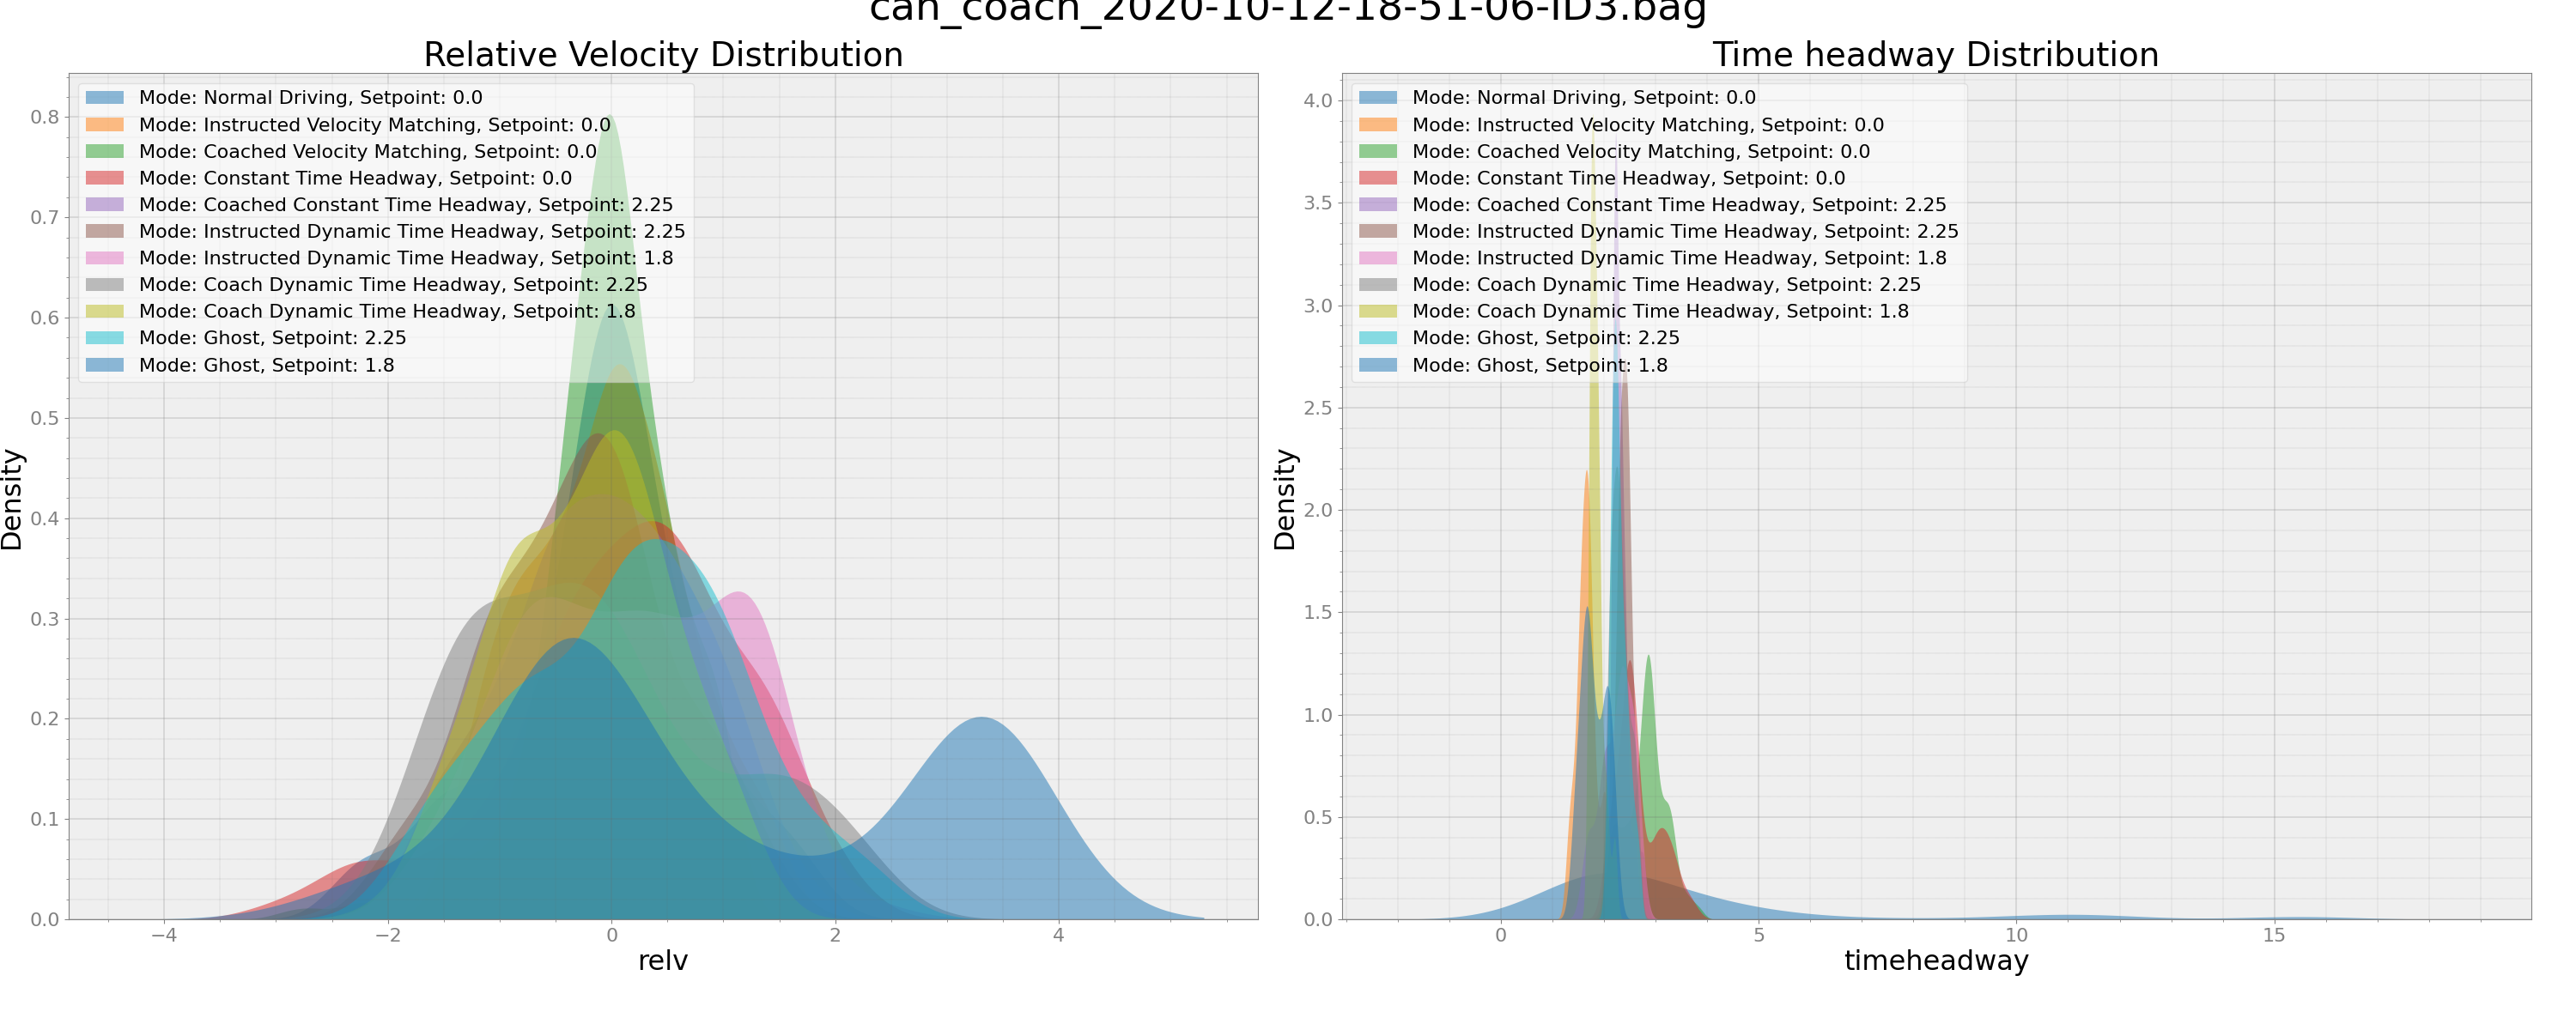 can_coach_2020-10-12-18-51-06-ID3.bag
Relative Velocity Distribution
Mode: Normal Driving, Setpoint: 0.0
Mode: Instructed Velocity Matching, Setpoint: 0.0
Mode: Coached Velocity Matching, Setpoint: 0.0
Mode: Constant Time Headway, Setpoint: 0.0
Mode: Coached Constant Time Headway, Setpoint: 2.25
Mode: Instructed Dynamic Time Headway, Setpoint: 2.25
Mode: Instructed Dynamic Time Headway, Setpoint: 1.8
Mode: Coach Dynamic Time Headway, Setpoint: 2.25
Mode: Coach Dynamic Time Headway, Setpoint: 1.8
Mode: Ghost, Setpoint: 2.25
Mode: Ghost, Setpoint: 1.8
0.8
0.7
0.6
0.5
0.4
0.3
0.2
0.1
0.0
Density
−4 −2 0 2 4
relv
Time headway Distribution
Mode: Normal Driving, Setpoint: 0.0
Mode: Instructed Velocity Matching, Setpoint: 0.0
Mode: Coached Velocity Matching, Setpoint: 0.0
Mode: Constant Time Headway, Setpoint: 0.0
Mode: Coached Constant Time Headway, Setpoint: 2.25
Mode: Instructed Dynamic Time Headway, Setpoint: 2.25
Mode: Instructed Dynamic Time Headway, Setpoint: 1.8
Mode: Coach Dynamic Time Headway, Setpoint: 2.25
Mode: Coach Dynamic Time Headway, Setpoint: 1.8
Mode: Ghost, Setpoint: 2.25
Mode: Ghost, Setpoint: 1.8
4.0
3.5
3.0
2.5
2.0
1.5
1.0
0.5
0.0
Density
0 5 10 15
timeheadway